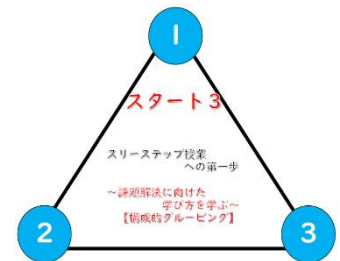 1
スタート3
スリーステップ授業
への第一歩
～課題解決に向けた
学び方を学ぶ～
【構成的グルーピング】
2
3